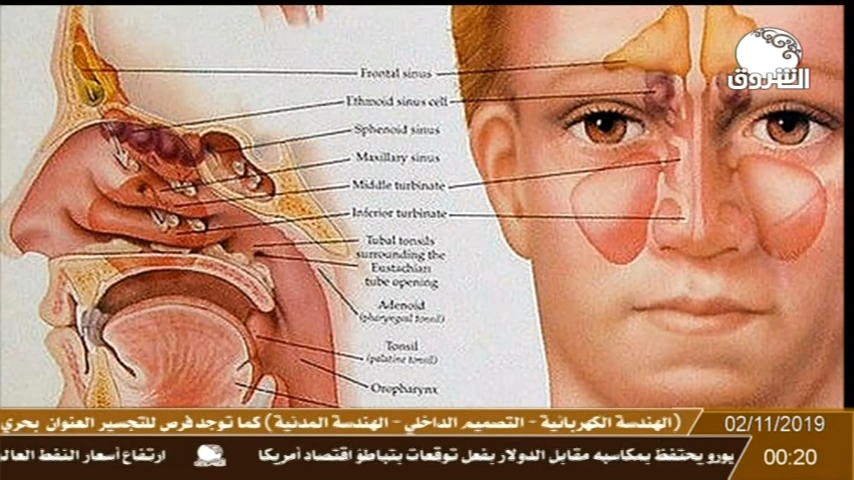 الشروق
Frontal sinus
Ethmoid sinus cell
Sphenoid sinus
Maxillary sinus
Middle turbinate
Inferior turbinate
Tubal tonsils
surrounding the
Eustachian
tube opening
Adenoid
(pharyngeal tonsil)
Tonsil
(palatine tonsil)
Oropharynx
(الهندسة الكهربائية - التصميم الداخلي - الهندسة المدنية) كما توجد فرص للتجسير العنوان بحري
02/11/2019
يورو يحتفظ بمكاسبه مقابل الدولار بفعل توقعات بتباطؤ اقتصاد أمريكا
ارتفاع أسعار النفط العالم
00:20